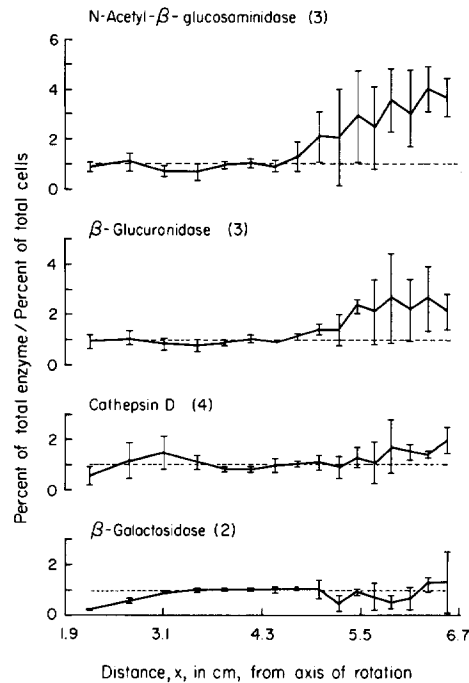 N-Acetyl-β-glucosaminidase (3)
6
4
2
0
β-Glucuronidase (3)
4
2
0
Cathepsin D (4)
2
0
β-Galactosidase (2)
2
0
1.9 3.1 4.3 5.5 6.7
Percent of total enzyme / Percent of total cells
Distance, x, in cm, from axis of rotation